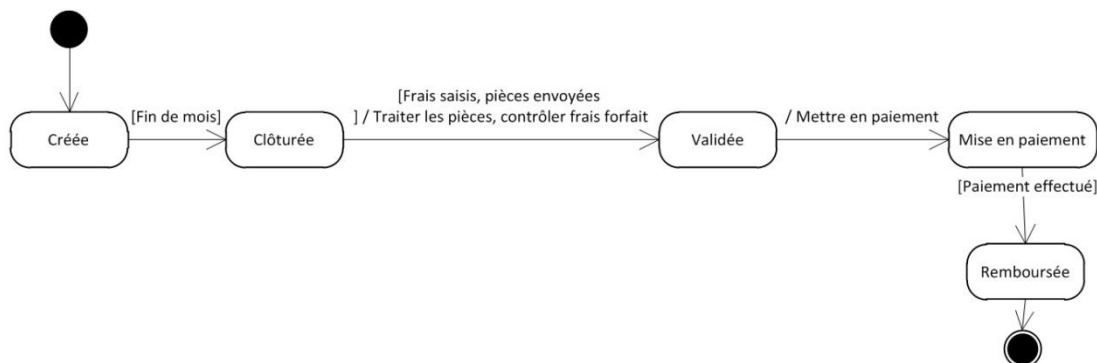 [Frais saisis, pièces envoyées
[Fin de mois]
] / Traiter les pièces, contrôler frais forfait
/ Mettre en paiement
Créée
Clôturée
Validée
Mise en paiement
[Paiement effectué]
Remboursée